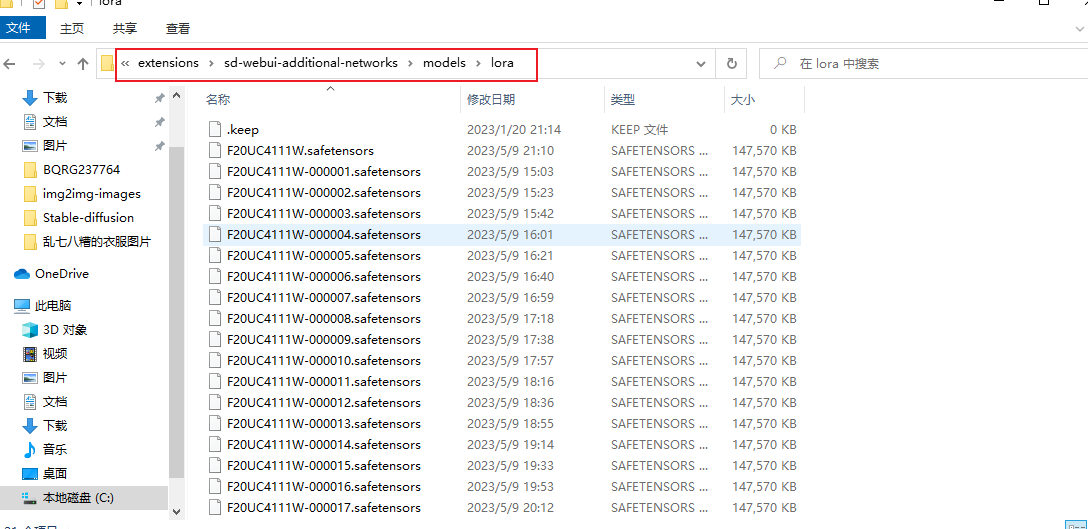 lora
文件 主页 共享 查看
« extensions › sd-webui-additional-networks › models › lora
在 lora 中搜索
下载
文档
图片
BQRG237764
img2img-images
Stable-diffusion
乱七八糟的衣服图片
OneDrive
此电脑
3D 对象
视频
图片
文档
下载
音乐
桌面
本地磁盘 (C:)
名称 修改日期 类型 大小
.keep 2023/1/20 21:14 KEEP 文件 0 KB
F20UC4111W.safetensors 2023/5/9 21:10 SAFETENSORS ... 147,570 KB
F20UC4111W-000001.safetensors 2023/5/9 15:03 SAFETENSORS ... 147,570 KB
F20UC4111W-000002.safetensors 2023/5/9 15:23 SAFETENSORS ... 147,570 KB
F20UC4111W-000003.safetensors 2023/5/9 15:42 SAFETENSORS ... 147,570 KB
F20UC4111W-000004.safetensors 2023/5/9 16:01 SAFETENSORS ... 147,570 KB
F20UC4111W-000005.safetensors 2023/5/9 16:21 SAFETENSORS ... 147,570 KB
F20UC4111W-000006.safetensors 2023/5/9 16:40 SAFETENSORS ... 147,570 KB
F20UC4111W-000007.safetensors 2023/5/9 16:59 SAFETENSORS ... 147,570 KB
F20UC4111W-000008.safetensors 2023/5/9 17:18 SAFETENSORS ... 147,570 KB
F20UC4111W-000009.safetensors 2023/5/9 17:38 SAFETENSORS ... 147,570 KB
F20UC4111W-000010.safetensors 2023/5/9 17:57 SAFETENSORS ... 147,570 KB
F20UC4111W-000011.safetensors 2023/5/9 18:16 SAFETENSORS ... 147,570 KB
F20UC4111W-000012.safetensors 2023/5/9 18:36 SAFETENSORS ... 147,570 KB
F20UC4111W-000013.safetensors 2023/5/9 18:55 SAFETENSORS ... 147,570 KB
F20UC4111W-000014.safetensors 2023/5/9 19:14 SAFETENSORS ... 147,570 KB
F20UC4111W-000015.safetensors 2023/5/9 19:33 SAFETENSORS ... 147,570 KB
F20UC4111W-000016.safetensors 2023/5/9 19:53 SAFETENSORS ... 147,570 KB
F20UC4111W-000017.safetensors 2023/5/9 20:12 SAFETENSORS ... 147,570 KB